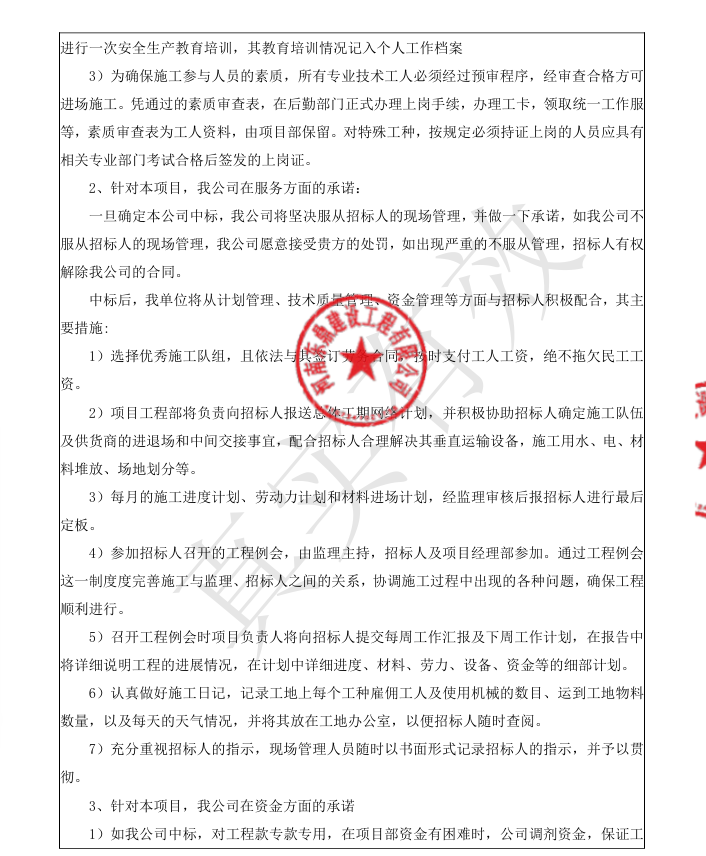 进行一次安全生产教育培训，其教育培训情况记入个人工作档案
3）为确保施工参与人员的素质，所有专业技术工人必须经过预审程序，经审查合格方可
进场施工。凭通过的素质审查表，在后勤部门正式办理上岗手续，办理工卡，领取统一工作服
等，素质审查表为工人资料，由项目部保留。对特殊工种，按规定必须持证上岗的人员应具有
相关专业部门考试合格后签发的上岗证。
2、针对本项目，我公司在服务方面的承诺：
一旦确定本公司中标，我公司将坚决服从招标人的现场管理，并做一下承诺，如我公司不
服从招标人的现场管理，我公司愿意接受贵方的处罚，如出现严重的不服从管理，招标人有权
解除我公司的合同。
中标后，我单位将从计划管理、技术质量管理、资金管理等方面与招标人积极配合，其主
要措施:
1）选择优秀施工队组，且依法与其签订劳务合同，按时支付工人工资，绝不拖欠民工工
资。
2）项目工程部将负责向招标人报送总体工期网络计划，并积极协助招标人确定施工队伍
及供货商的进退场和中间交接事宜，配合招标人合理解决其垂直运输设备，施工用水、电、材
料堆放、场地划分等。
3）每月的施工进度计划、劳动力计划和材料进场计划，经监理审核后报招标人进行最后
定板。
4）参加招标人召开的工程例会，由监理主持，招标人及项目经理部参加。通过工程例会
这一制度度完善施工与监理、招标人之间的关系，协调施工过程中出现的各种问题，确保工程
顺利进行。
5）召开工程例会时项目负责人将向招标人提交每周工作汇报及下周工作计划，在报告中
将详细说明工程的进展情况，在计划中详细进度、材料、劳力、设备、资金等的细部计划。
6）认真做好施工日记，记录工地上每个工种雇佣工人及使用机械的数目、运到工地物料
数量，以及每天的天气情况，并将其放在工地办公室，以便招标人随时查阅。
7）充分重视招标人的指示，现场管理人员随时以书面形式记录招标人的指示，并予以贯
彻。
3、针对本项目，我公司在资金方面的承诺
1）如我公司中标，对工程款专款专用，在项目部资金有困难时，公司调剂资金，保证工
真实有效
河南东鼎建设工程有限公司